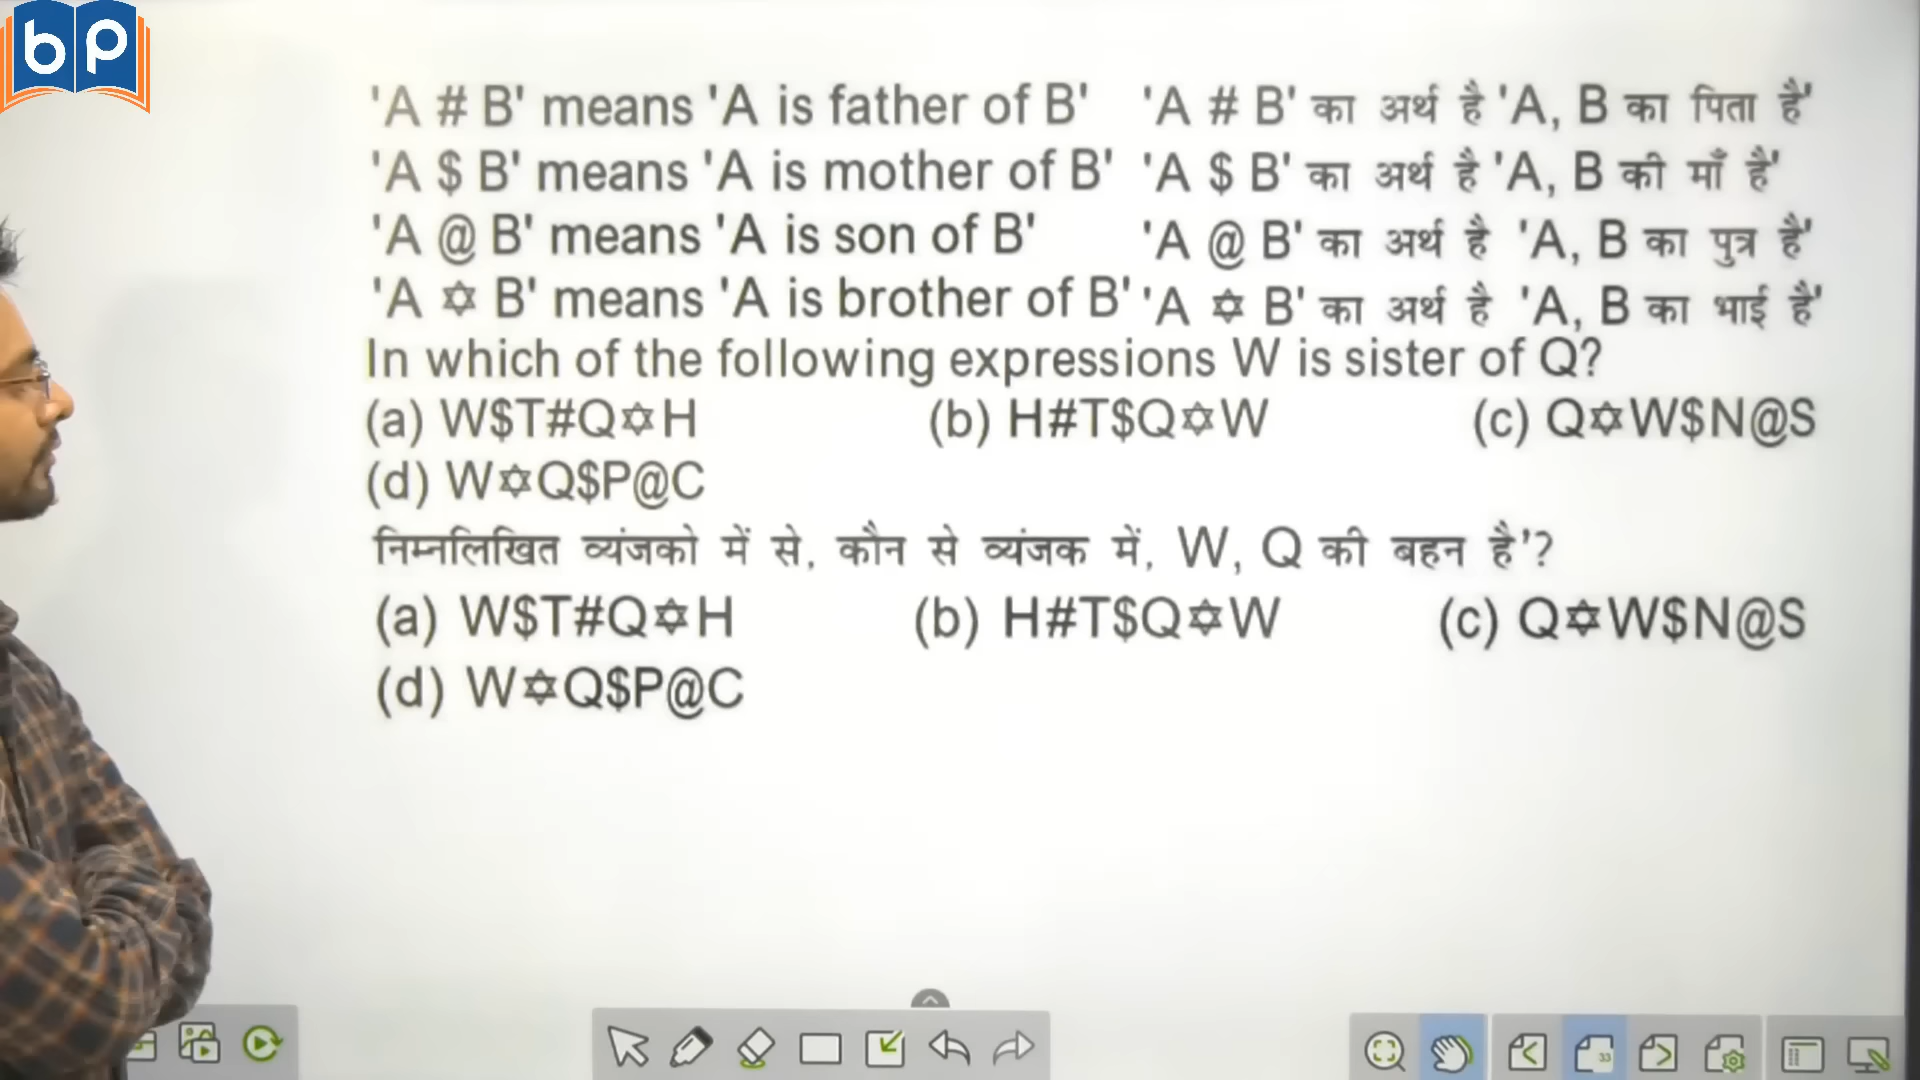 bp
'A # B' means 'A is father of B' 'A # B' का अर्थ है 'A, B का पिता है'
'A $ B' means 'A is mother of B' 'A $ B' का अर्थ है 'A, B की माँ है'
'A @ B' means 'A is son of B' 'A @ B' का अर्थ है 'A, B का पुत्र है'
'A ✡ B' means 'A is brother of B' 'A ✡ B' का अर्थ है 'A, B का भाई है'
In which of the following expressions W is sister of Q?
(a) W$T#Q✡H (b) H#T$Q✡W (c) Q✡W$N@S
(d) W✡Q$P@C
निम्नलिखित व्यंजको में से, कौन से व्यंजक में, W, Q की बहन है'?
(a) W$T#Q✡H (b) H#T$Q✡W (c) Q✡W$N@S
(d) W✡Q$P@C
33